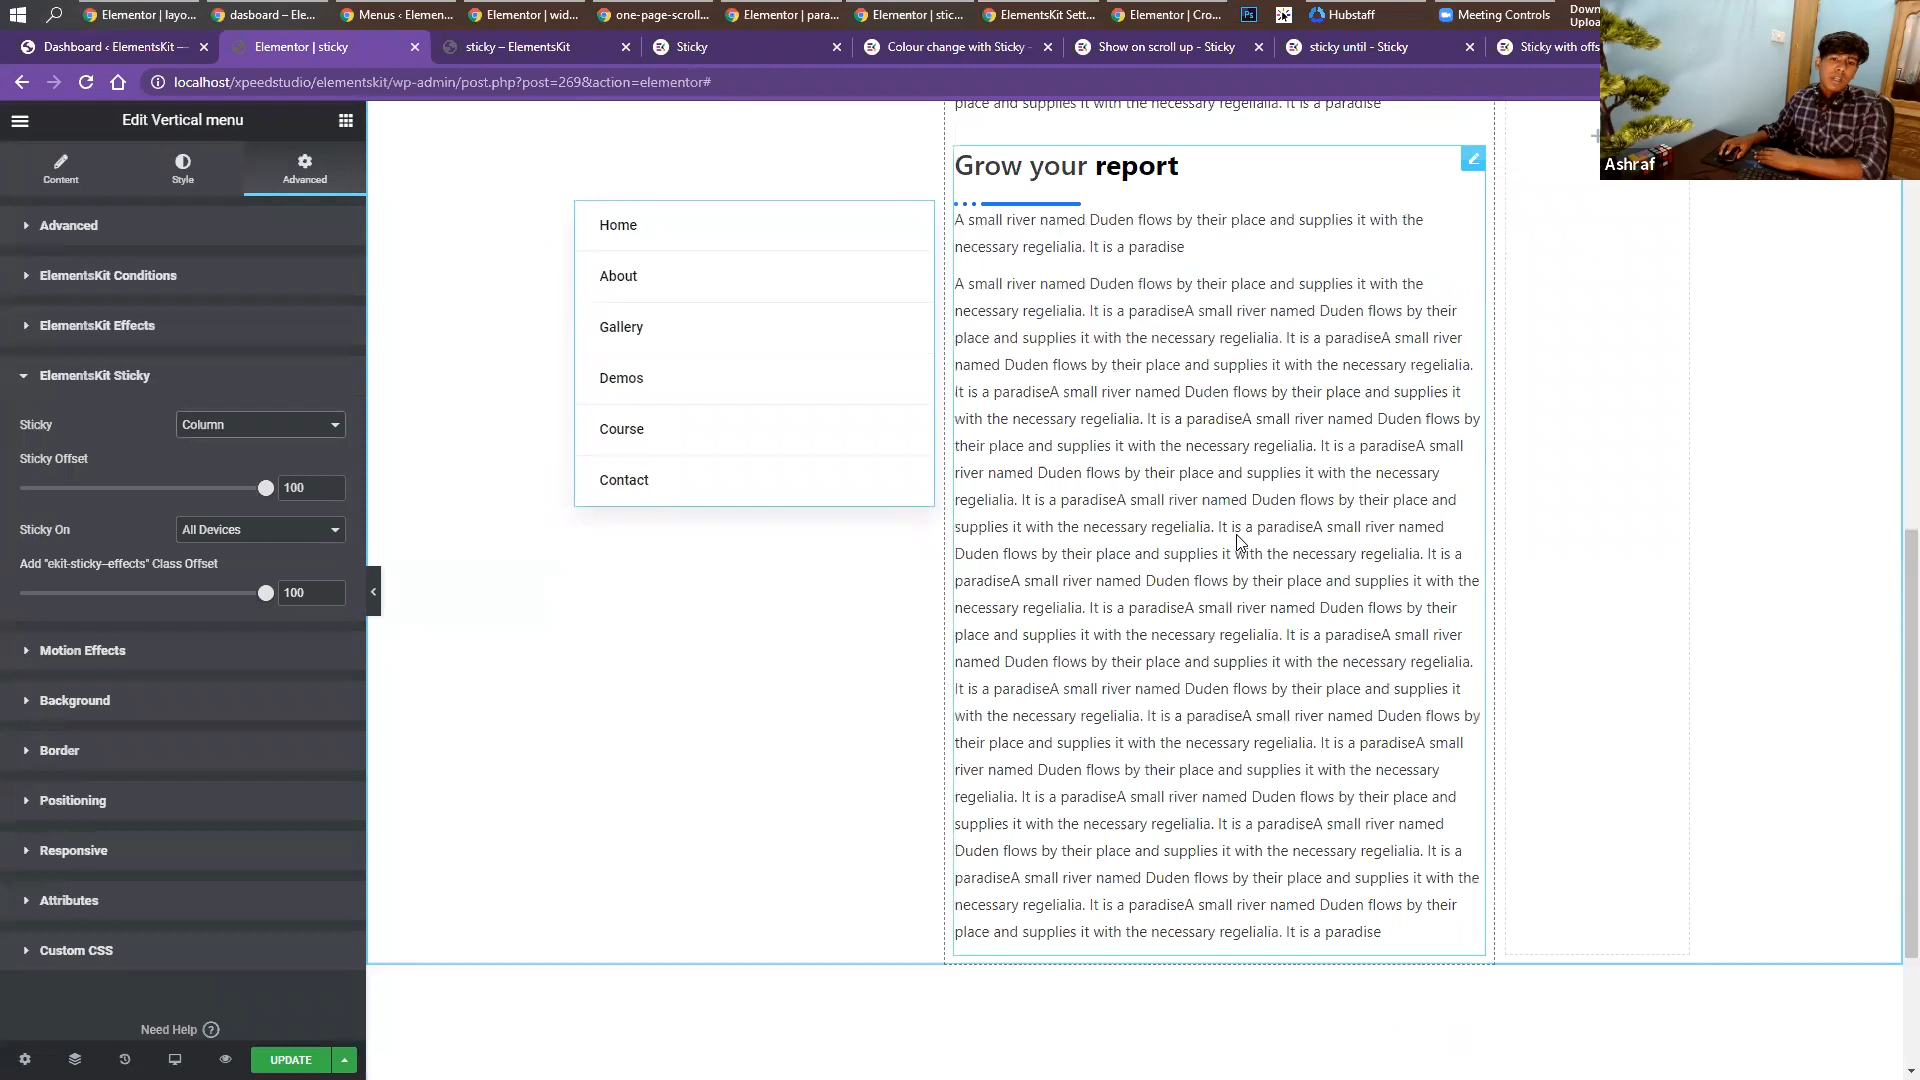 Elementor | layo...
dasboard – Ele...
Menus ‹ Elemen...
Elementor | wid...
one-page-scroll...
Elementor | para...
Elementor | stic...
ElementsKit Sett...
Elementor | Cro...
Ps
Hubstaff
Meeting Controls
Down
Uploa
Dashboard ‹ ElementsKit —
Elementor | sticky
sticky – ElementsKit
Sticky
Colour change with Sticky -
Show on scroll up - Sticky
sticky until - Sticky
Sticky with offs
localhost/xpeedstudio/elementskit/wp-admin/post.php?post=269&action=elementor#
Ashraf
Edit Vertical menu
Content
Style
Advanced
Advanced
ElementsKit Conditions
ElementsKit Effects
ElementsKit Sticky
Sticky
Column
Sticky Offset
100
Sticky On
All Devices
Add "ekit-sticky--effects" Class Offset
100
Motion Effects
Background
Border
Positioning
Responsive
Attributes
Custom CSS
Need Help ?
UPDATE
Home
About
Gallery
Demos
Course
Contact
place and supplies it with the necessary regelialia. It is a paradise
Grow your report
A small river named Duden flows by their place and supplies it with the
necessary regelialia. It is a paradise
A small river named Duden flows by their place and supplies it with the
necessary regelialia. It is a paradiseA small river named Duden flows by their
place and supplies it with the necessary regelialia. It is a paradiseA small river
named Duden flows by their place and supplies it with the necessary regelialia.
It is a paradiseA small river named Duden flows by their place and supplies it
with the necessary regelialia. It is a paradiseA small river named Duden flows by
their place and supplies it with the necessary regelialia. It is a paradiseA small
river named Duden flows by their place and supplies it with the necessary
regelialia. It is a paradiseA small river named Duden flows by their place and
supplies it with the necessary regelialia. It is a paradiseA small river named
Duden flows by their place and supplies it with the necessary regelialia. It is a
paradiseA small river named Duden flows by their place and supplies it with the
necessary regelialia. It is a paradiseA small river named Duden flows by their
place and supplies it with the necessary regelialia. It is a paradiseA small river
named Duden flows by their place and supplies it with the necessary regelialia.
It is a paradiseA small river named Duden flows by their place and supplies it
with the necessary regelialia. It is a paradiseA small river named Duden flows by
their place and supplies it with the necessary regelialia. It is a paradiseA small
river named Duden flows by their place and supplies it with the necessary
regelialia. It is a paradiseA small river named Duden flows by their place and
supplies it with the necessary regelialia. It is a paradiseA small river named
Duden flows by their place and supplies it with the necessary regelialia. It is a
paradiseA small river named Duden flows by their place and supplies it with the
necessary regelialia. It is a paradiseA small river named Duden flows by their
place and supplies it with the necessary regelialia. It is a paradise